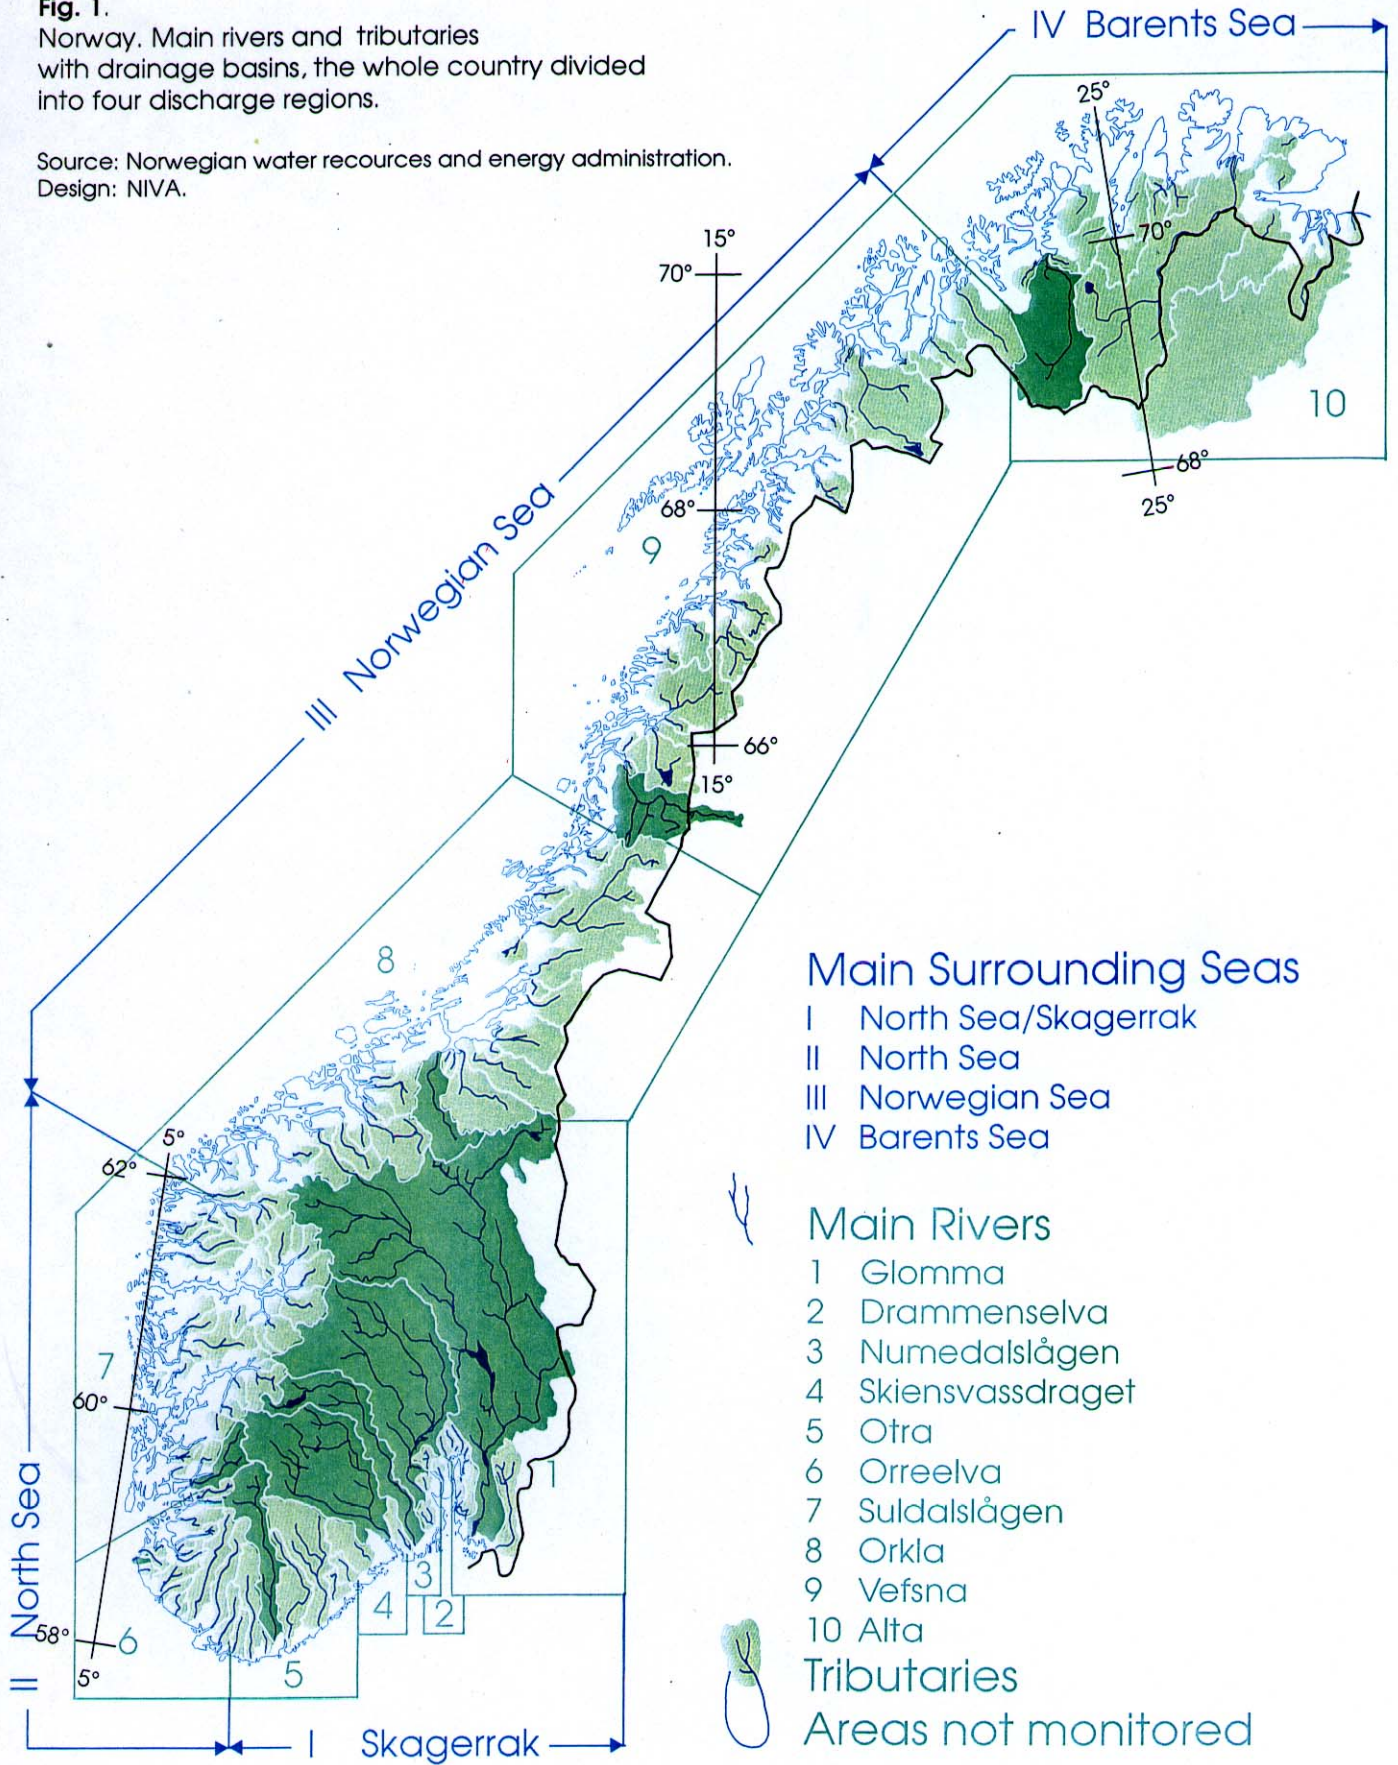 Fig. 1.
Norway. Main rivers and tributaries
with drainage basins, the whole country divided
into four discharge regions.
Source: Norwegian water recources and energy administration.
Design: NIVA.
IV Barents Sea
25°
70°
10
68°
25°
15°
70°
68°
9
66°
15°
III Norwegian Sea
8
5°
62°
7
60°
II North Sea
58°
6
5°
5
4
3
2
1
I Skagerrak
Main Surrounding Seas
I North Sea/Skagerrak
II North Sea
III Norwegian Sea
IV Barents Sea
Main Rivers
1 Glomma
2 Drammenselva
3 Numedalslågen
4 Skiensvassdraget
5 Otra
6 Orreelva
7 Suldalslågen
8 Orkla
9 Vefsna
10 Alta
Tributaries
Areas not monitored